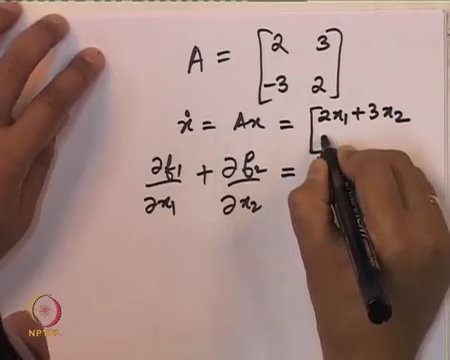 A = [2 3
-3 2]
ẋ = Ax = [2x₁ + 3x₂
∂f₁/∂x₁ + ∂f₂/∂x₂ =
NPTEL